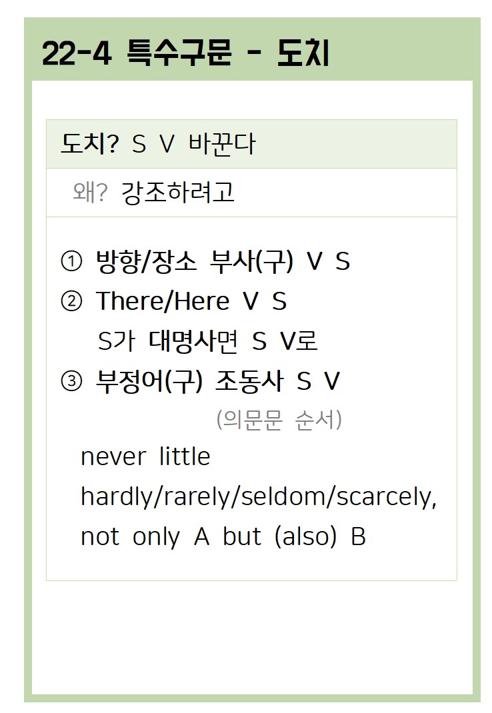 22-4 특수구문 - 도치
도치? S V 바꾼다
왜? 강조하려고
① 방향/장소 부사(구) V S
② There/Here V S
S가 대명사면 S V로
③ 부정어(구) 조동사 S V
(의문문 순서)
never little
hardly/rarely/seldom/scarcely,
not only A but (also) B